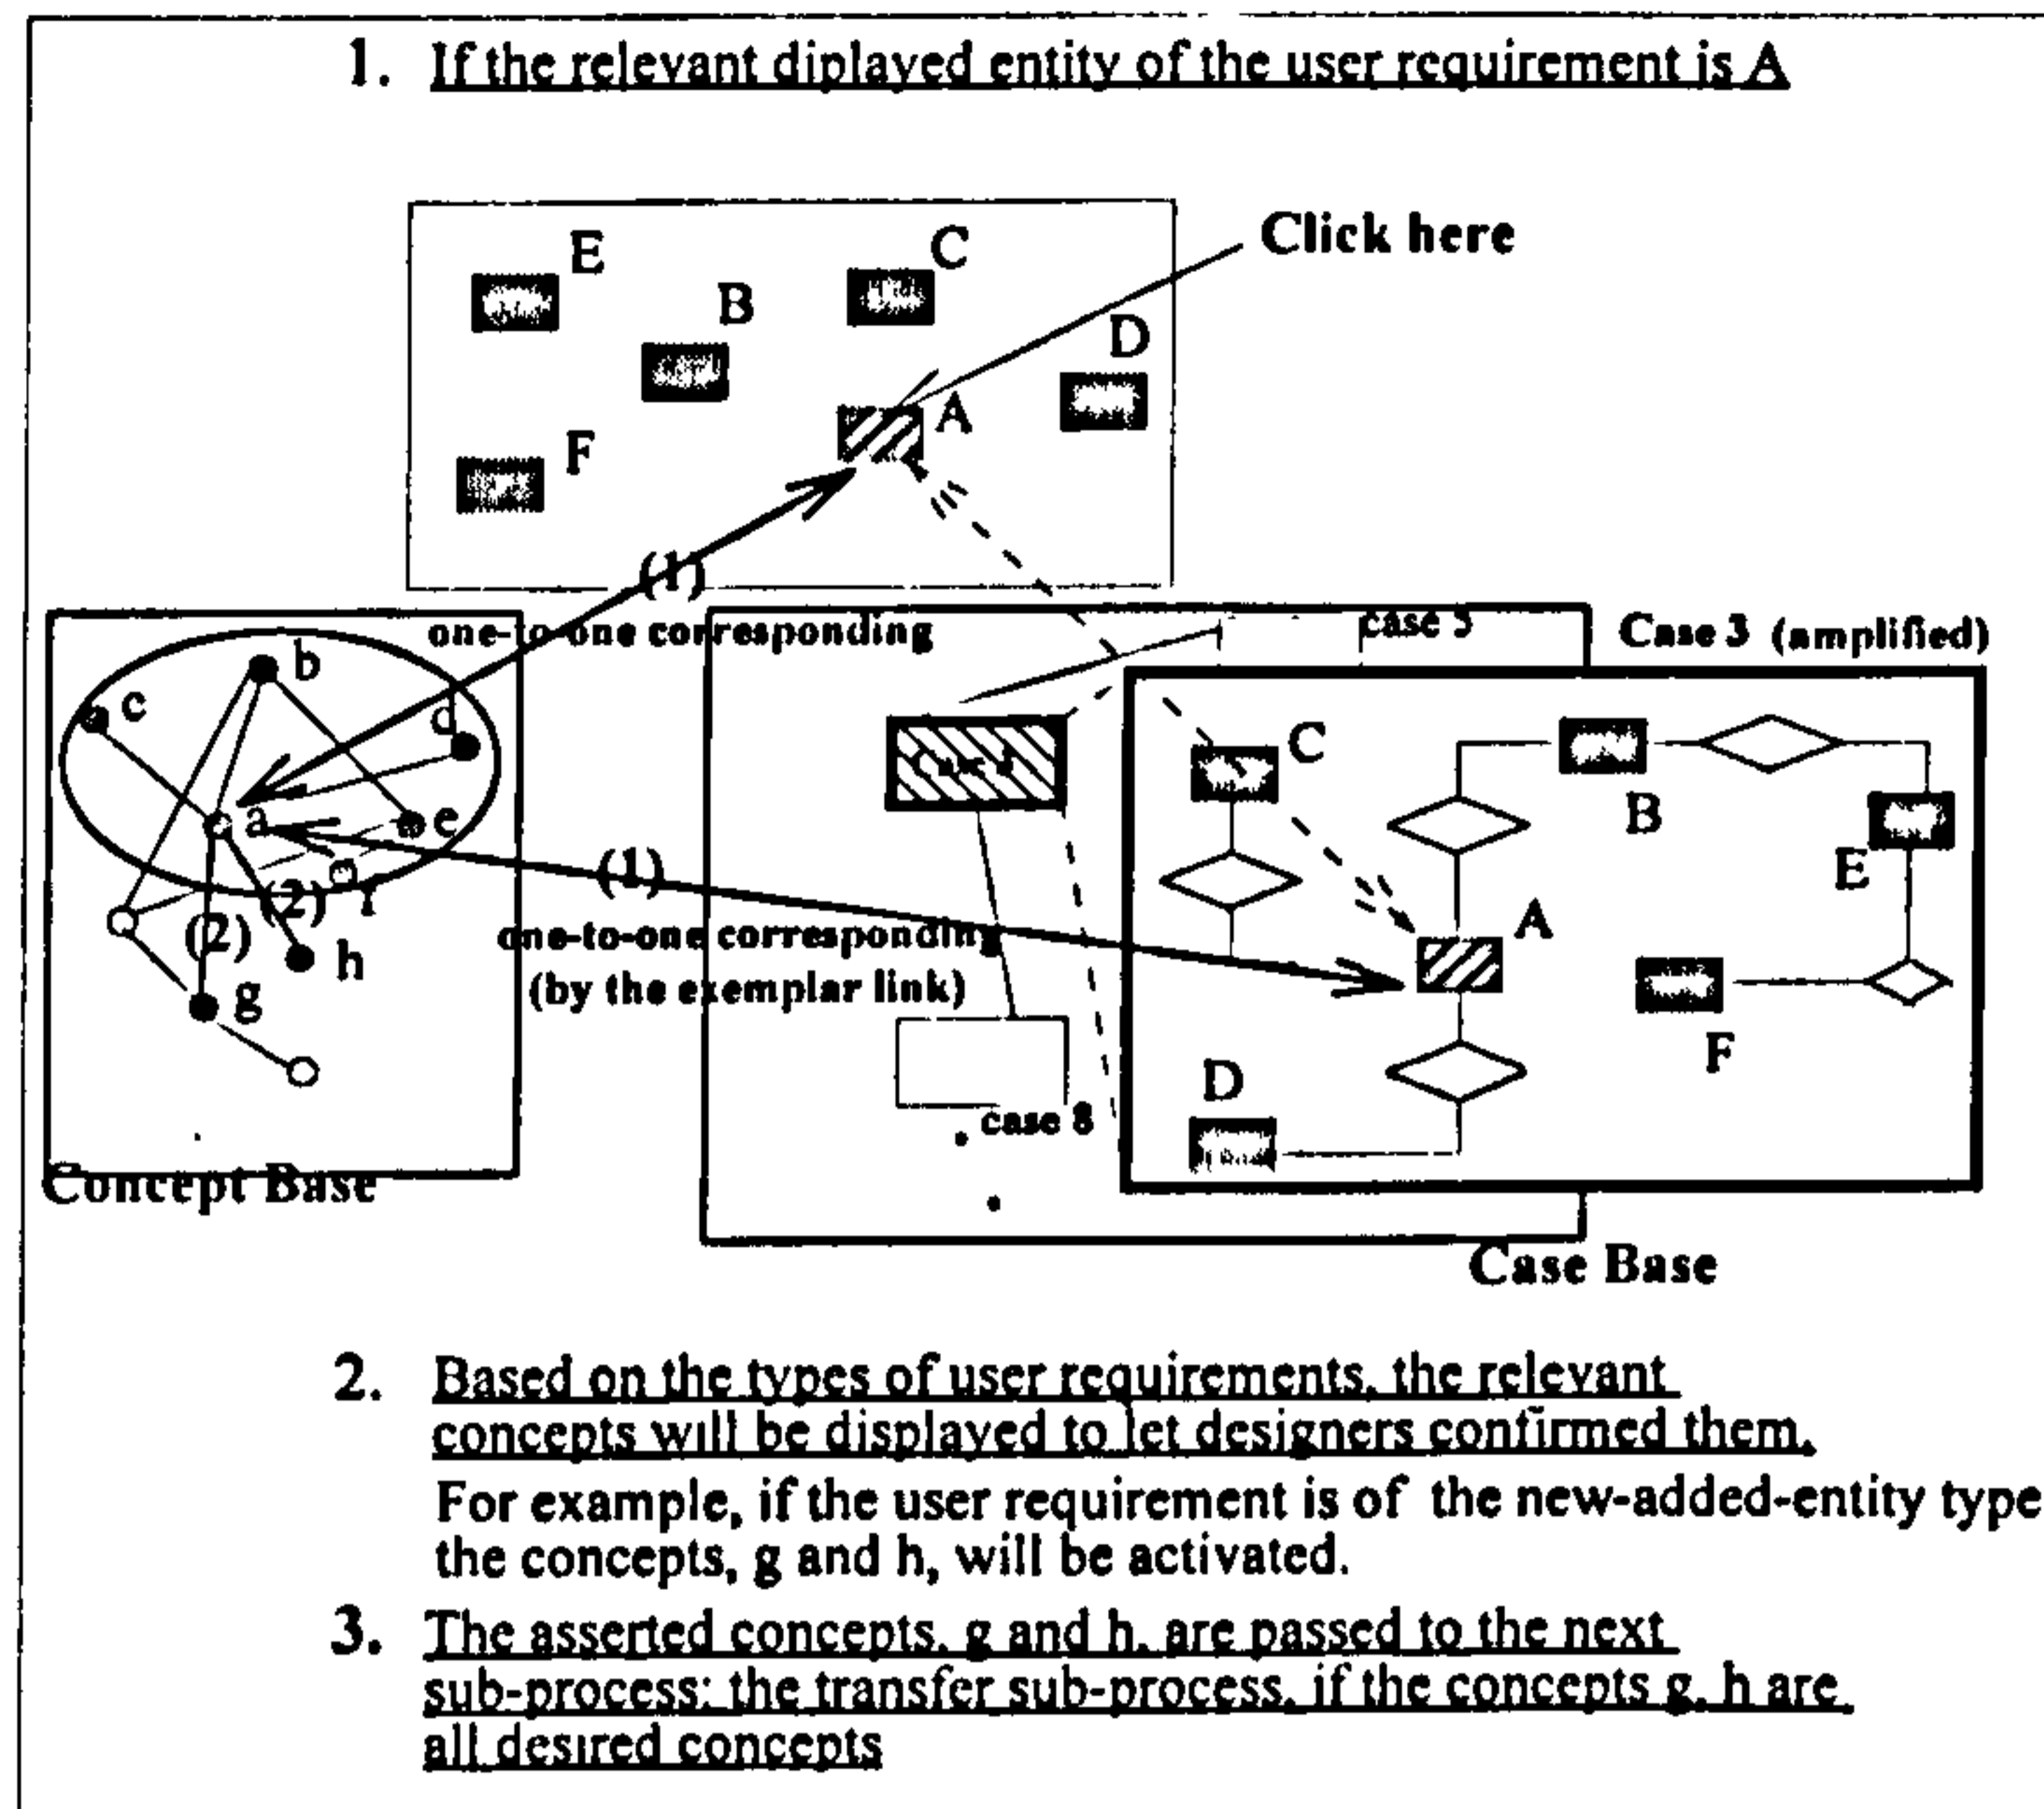 1. If the relevant diplayed entity of the user requirement is A
E
C
Click here
B
D
A
F
(1)
one-to-one corresponding
case 5
Case 3 (amplified)
b
c
d
C
B
a
e
E
(1)
f
(2)
(2)
A
one-to-one corresponding
h
(by the exemplar link)
g
F
D
case 8
Concept Base
Case Base
2. Based on the types of user requirements, the relevant
concepts will be displayed to let designers confirmed them.
For example, if the user requirement is of the new-added-entity type
the concepts, g and h, will be activated.
3. The asserted concepts, g and h, are passed to the next
sub-process: the transfer sub-process, if the concepts g, h are
all desired concepts